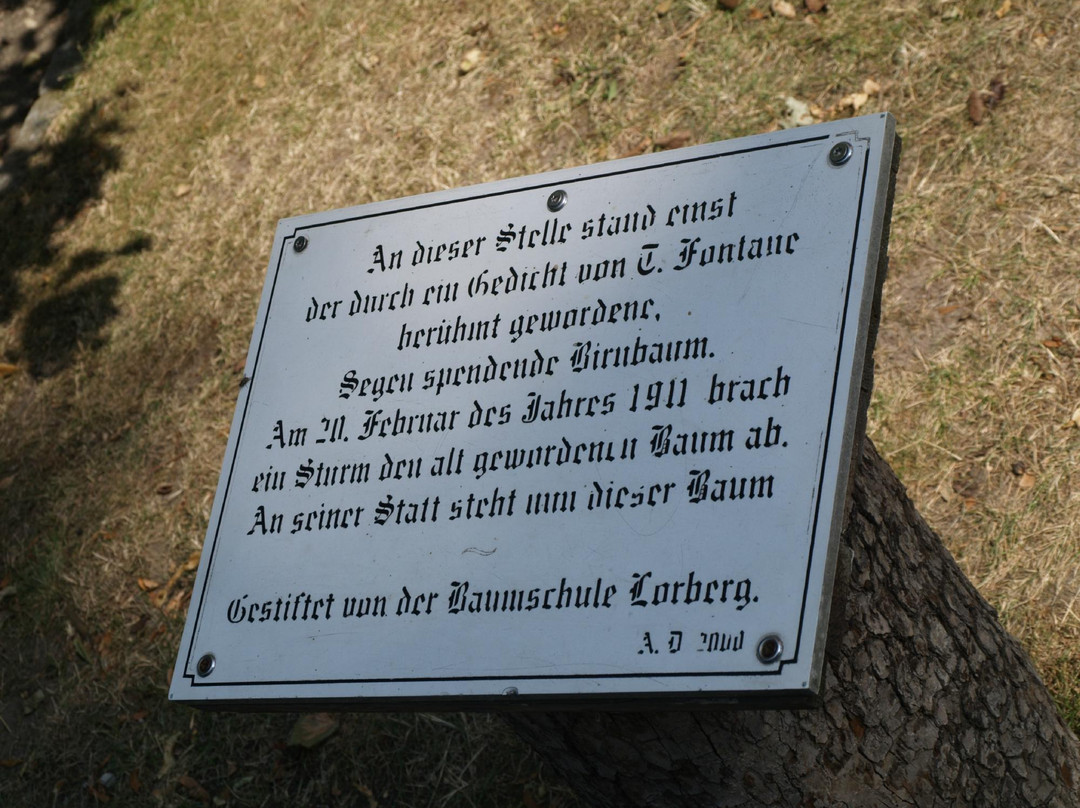 An dieser Stelle stand einst
der durch ein Gedicht von T. Fontane
berühmt gewordene,
Segen spendende Birnbaum.
Am 20. Februar des Jahres 1911 brach
ein Sturm den alt gewordenen Baum ab.
An seiner Statt steht nun dieser Baum
~
Gestiftet von der Baumschule Lorberg.
A. D 2000